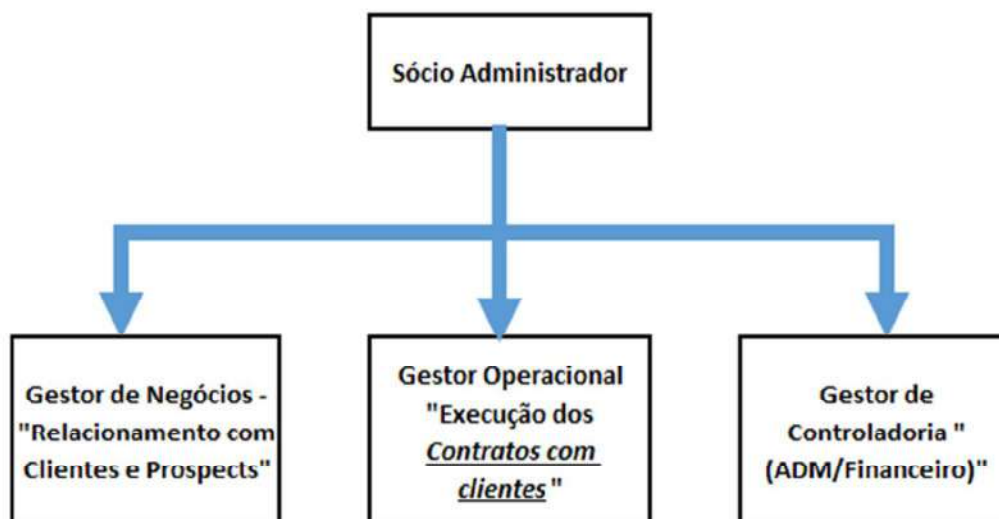 Sócio Administrador
Gestor de Negócios -
"Relacionamento com
Clientes e Prospects"
Gestor Operacional
"Execução dos
Contratos com
clientes"
Gestor de
Controladoria "
(ADM/Financeiro)"